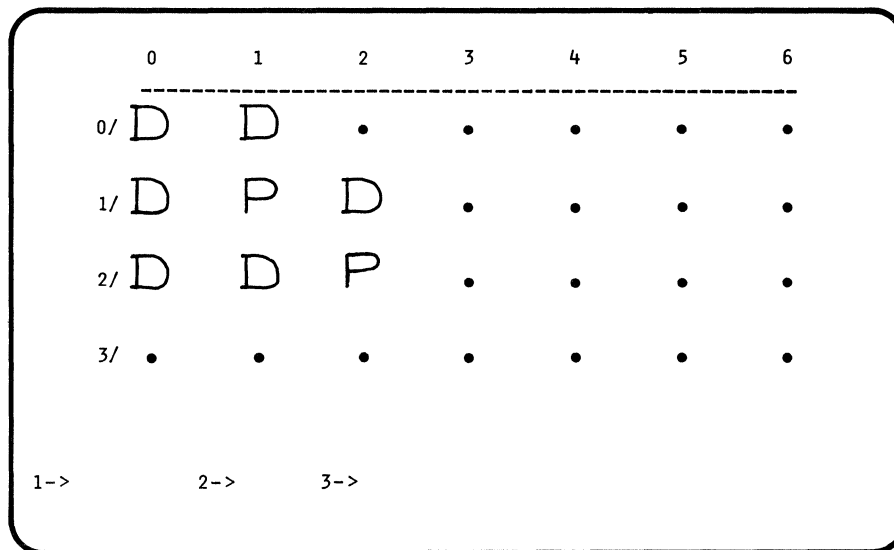 0 1 2 3 4 5 6
0/ D D • • • • •
1/ D P D • • • •
2/ D D P • • • •
3/ • • • • • • •
1-> 2-> 3->